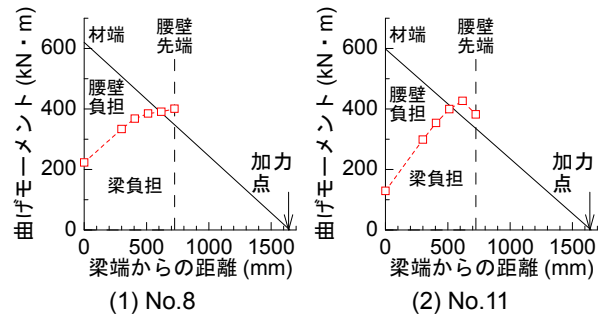 曲げモーメント (kN・m)
600
400
200
0
材端
腰壁
先端
腰壁
負担
梁負担
加力
点
0 500 1000 1500
梁端からの距離 (mm)
(1) No.8
曲げモーメント (kN・m)
600
400
200
0
材端
腰壁
先端
腰壁
負担
梁負担
加力
点
0 500 1000 1500
梁端からの距離 (mm)
(2) No.11